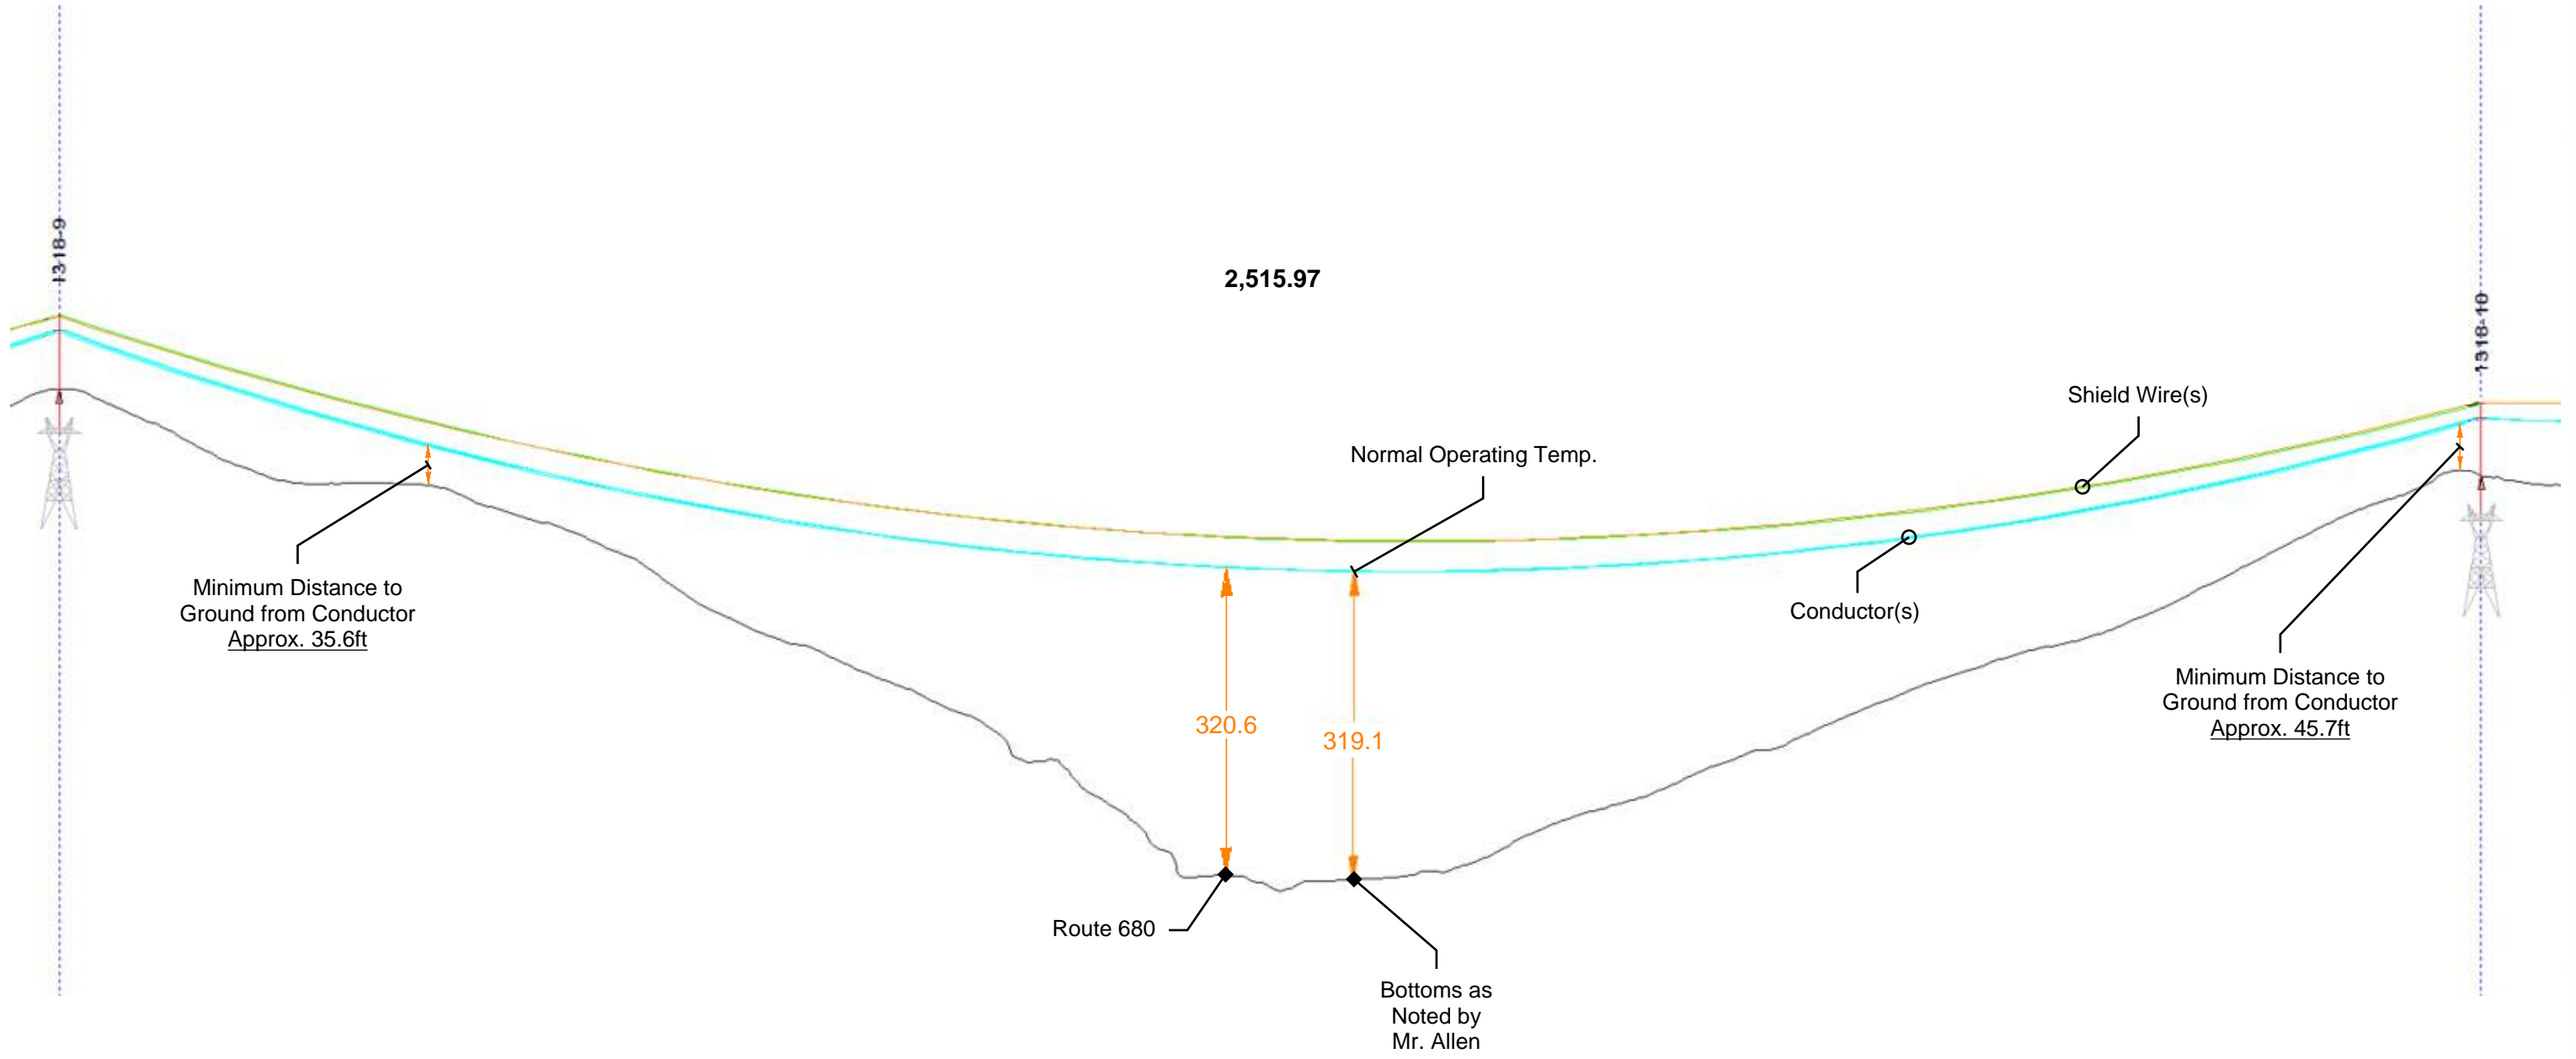 1318-9
2,515.97
1318-10
Shield Wire(s)
Normal Operating Temp.
Minimum Distance to
Ground from Conductor
Approx. 35.6ft
Conductor(s)
Minimum Distance to
Ground from Conductor
Approx. 45.7ft
320.6
319.1
Route 680
Bottoms as
Noted by
Mr. Allen